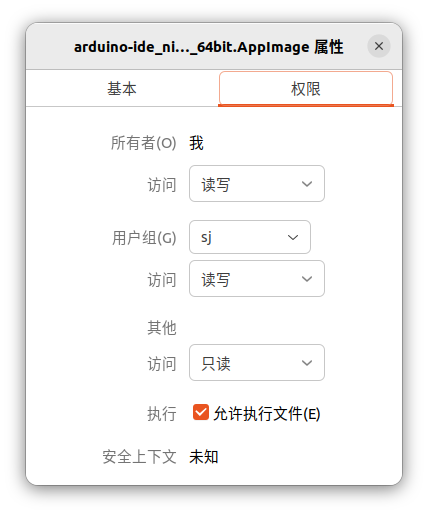 arduino-ide_ni…_64bit.AppImage 属性
基本 权限
所有者(O) 我
访问 读写
用户组(G) sj
访问 读写
其他
访问 只读
执行 允许执行文件(E)
安全上下文 未知